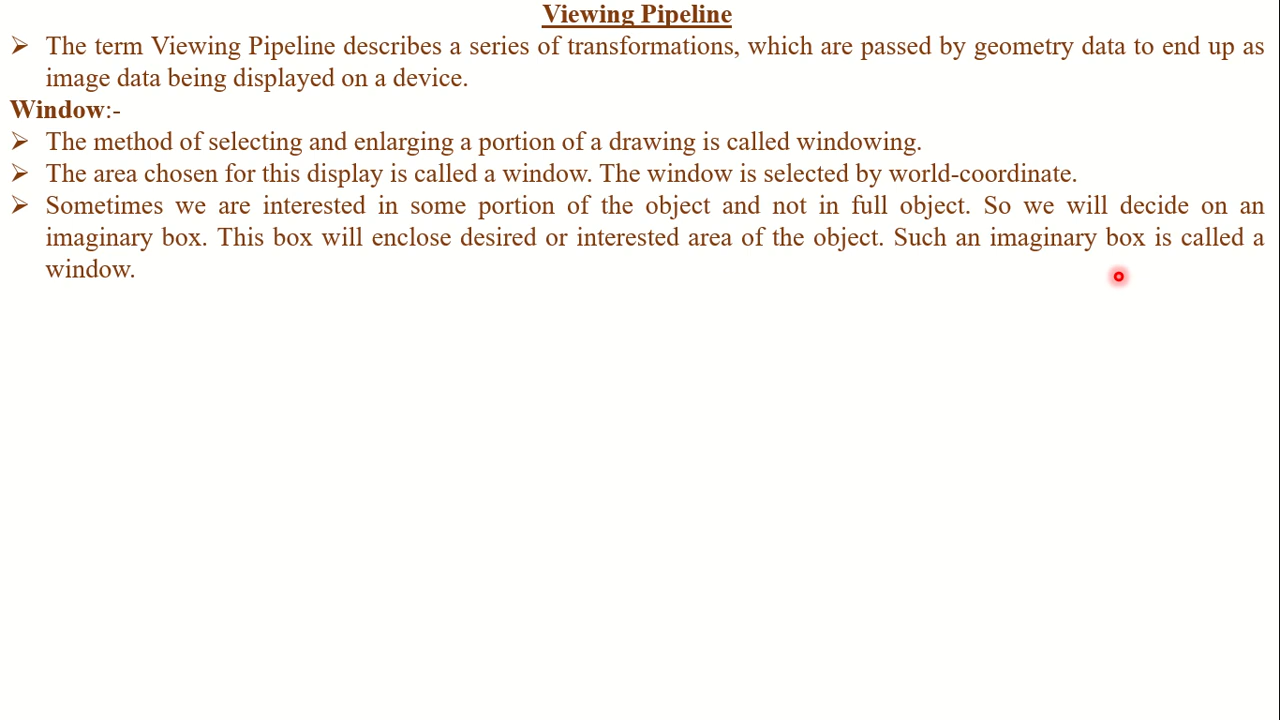 Viewing Pipeline
➢ The term Viewing Pipeline describes a series of transformations, which are passed by geometry data to end up as
image data being displayed on a device.
Window:-
➢ The method of selecting and enlarging a portion of a drawing is called windowing.
➢ The area chosen for this display is called a window. The window is selected by world-coordinate.
➢ Sometimes we are interested in some portion of the object and not in full object. So we will decide on an
imaginary box. This box will enclose desired or interested area of the object. Such an imaginary box is called a
window.